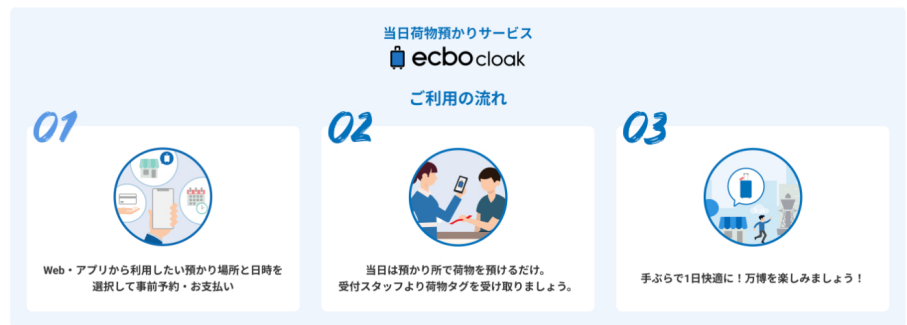 当日荷物預かりサービス
ecbo cloak
ご利用の流れ
01
02
03
Web・アプリから利用したい預かり場所と日時を
選択して事前予約・お支払い
当日は預かり所で荷物を預けるだけ。
受付スタッフより荷物タグを受け取りましょう。
手ぶらで1日快適に！万博を楽しみましょう！